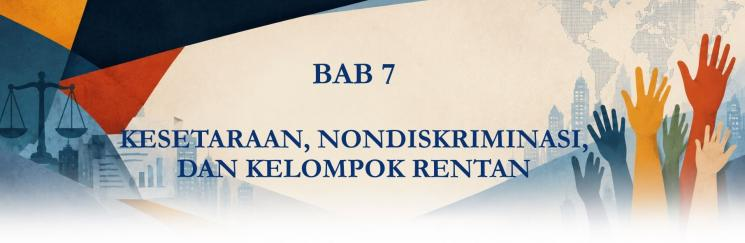 BAB 7
KESETARAAN, NONDISKRIMINASI,
DAN KELOMPOK RENTAN